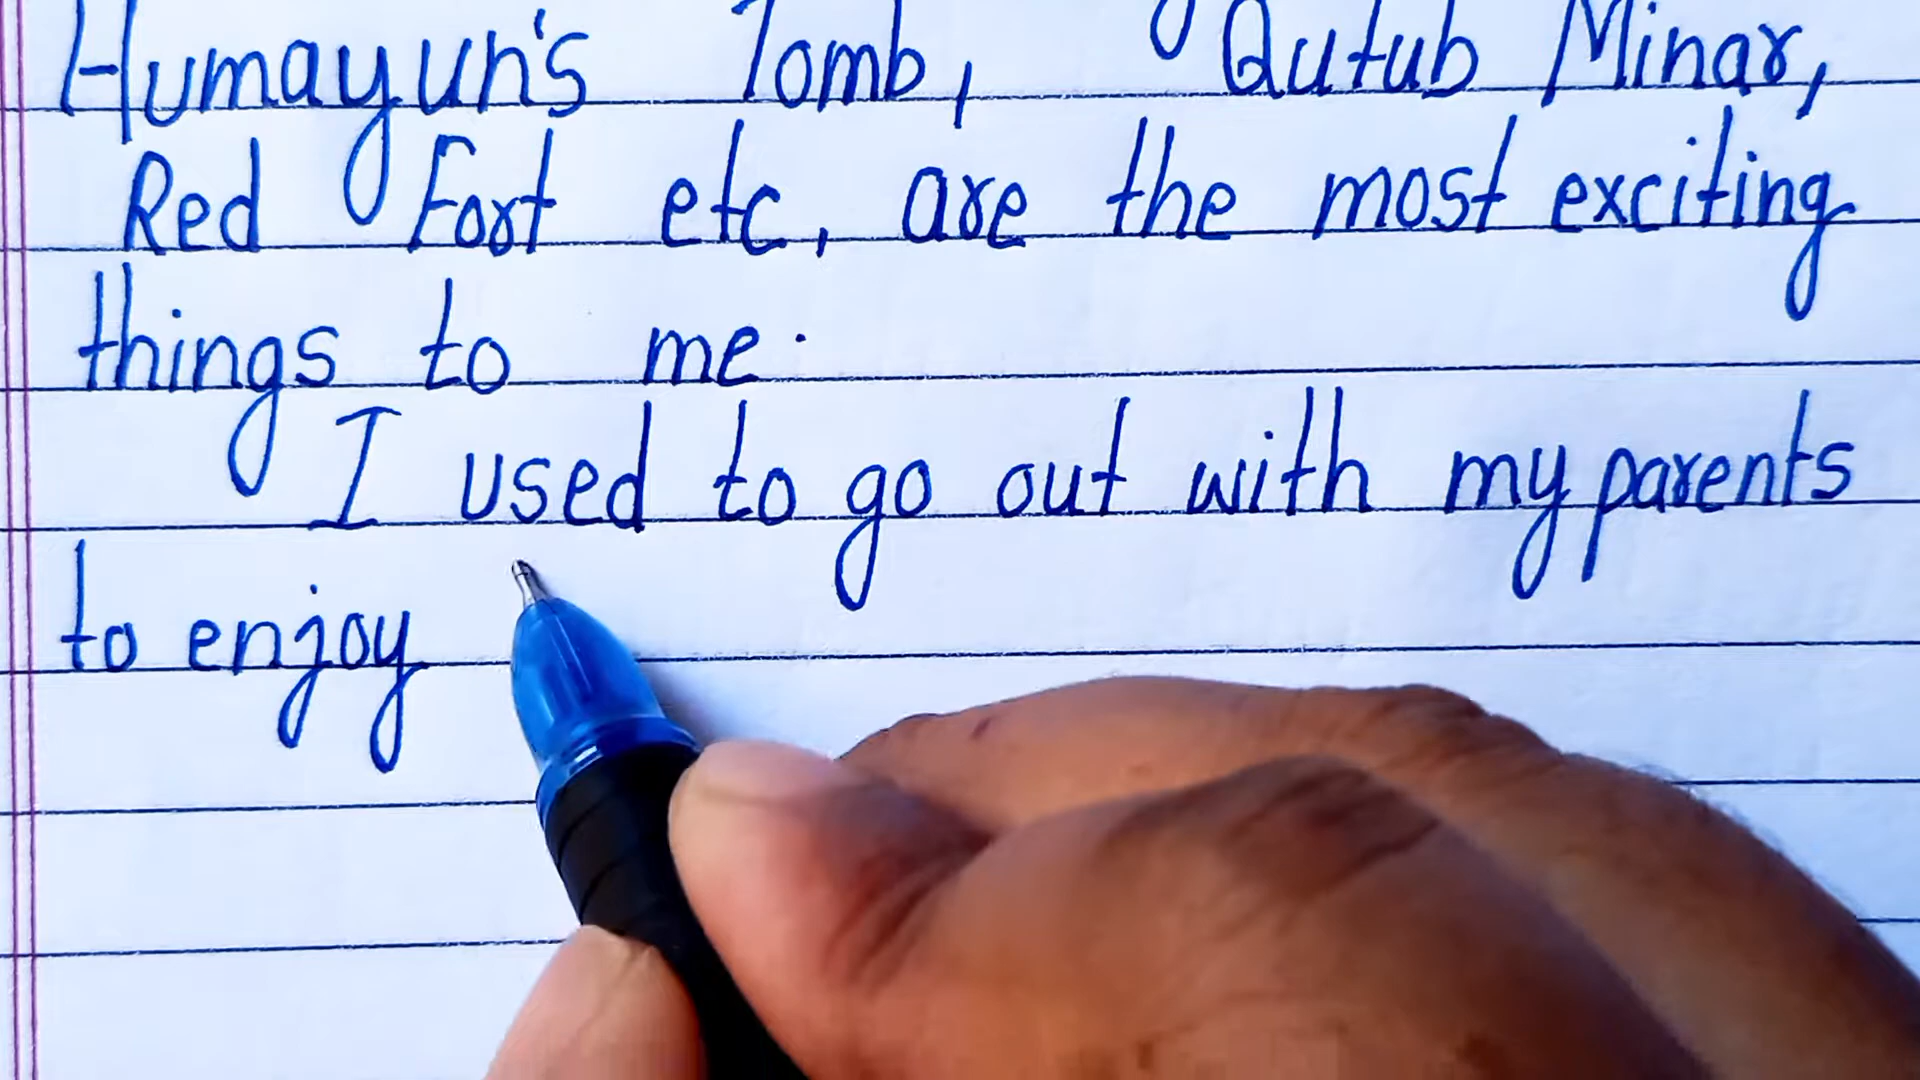 Humayun's Tomb, Qutub Minar,
Red Fort etc, are the most exciting
things to me.
I used to go out with my parents
to enjoy